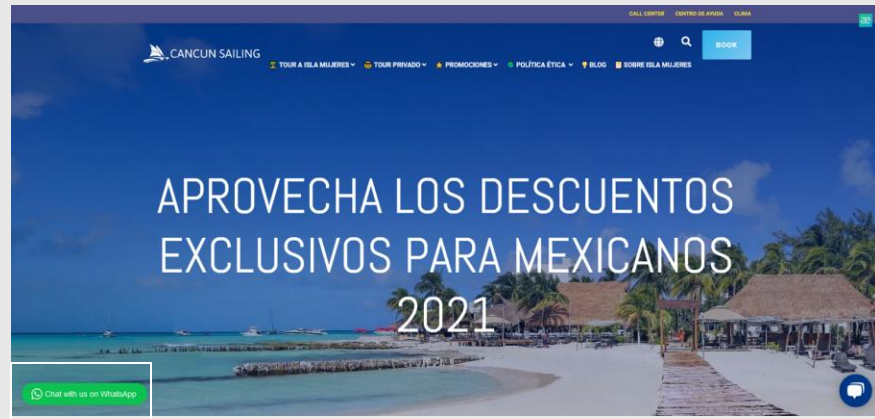 CALL CENTER CENTRO DE AYUDA CLIMA
ae
CANCUN SAILING
BOOK
TOUR A ISLA MUJERES TOUR PRIVADO PROMOCIONES POLÍTICA ÉTICA BLOG SOBRE ISLA MUJERES
APROVECHA LOS DESCUENTOS
EXCLUSIVOS PARA MEXICANOS
2021
Chat with us on WhatsApp